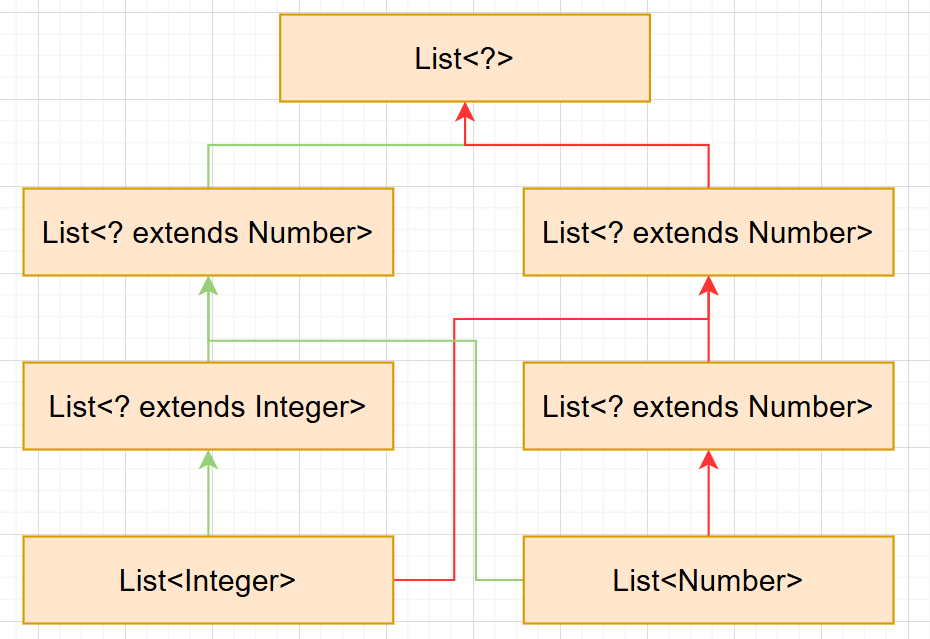 List<?>
List<? extends Number>
List<? extends Number>
List<? extends Integer>
List<? extends Number>
List<Integer>
List<Number>